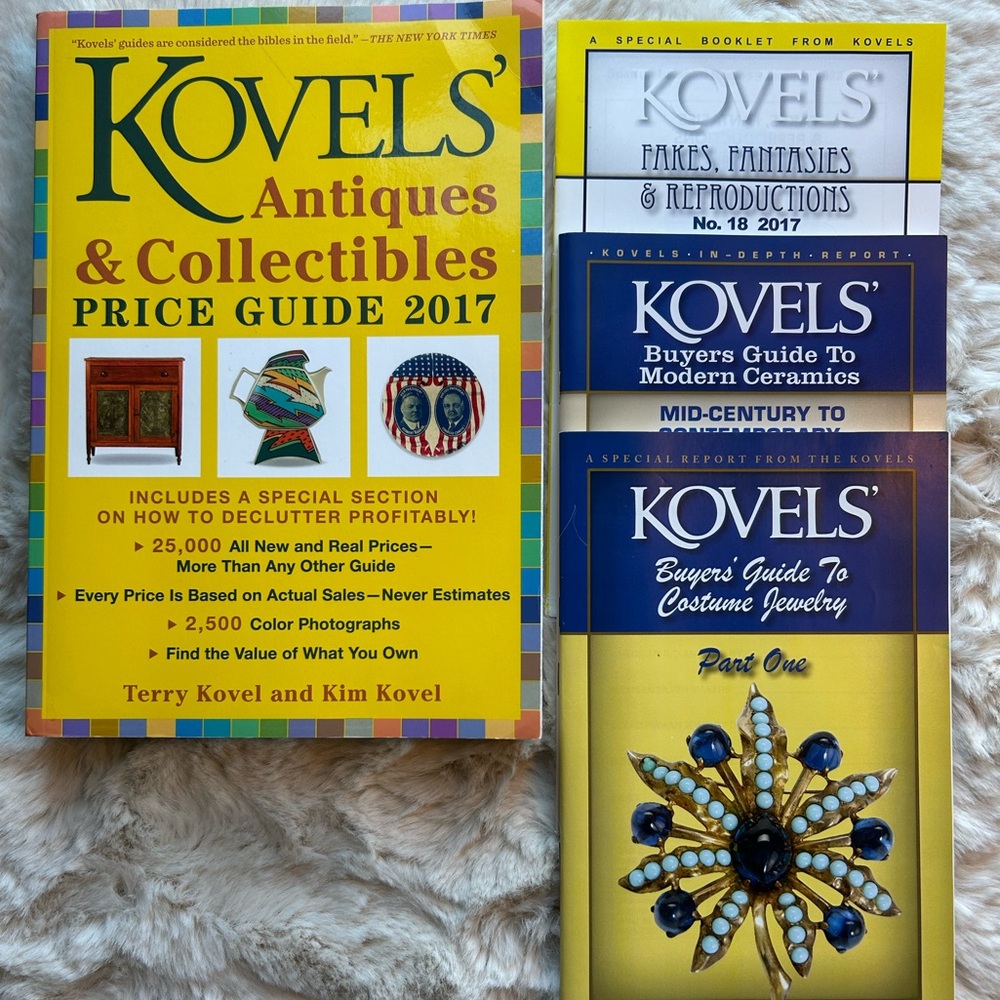 "Kovels' guides are considered the bibles in the field." —THE NEW YORK TIMES
KOVELS'
Antiques
& Collectibles
PRICE GUIDE 2017
INCLUDES A SPECIAL SECTION
ON HOW TO DECLUTTER PROFITABLY!
▸ 25,000 All New and Real Prices—
More Than Any Other Guide
▸ Every Price Is Based on Actual Sales—Never Estimates
▸ 2,500 Color Photographs
▸ Find the Value of What You Own
Terry Kovel and Kim Kovel
A SPECIAL BOOKLET FROM KOVELS
KOVELS'
FAKES, FANTASIES
& REPRODUCTIONS
No. 18 2017
·KOVELS·IN-DEPTH·REPORT·
KOVELS'
Buyers Guide To
Modern Ceramics
MID-CENTURY TO
CONTEMPORARY
A SPECIAL REPORT FROM THE KOVELS
KOVELS'
Buyers' Guide To
Costume Jewelry
Part One